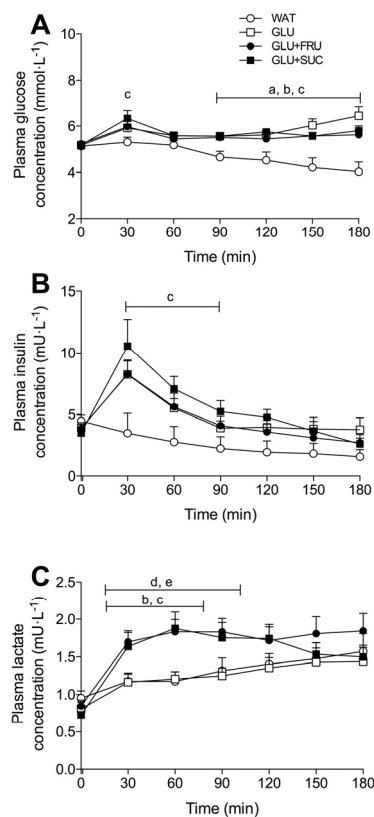 A
WAT
GLU
GLU+FRU
GLU+SUC
Plasma glucose
concentration (mmol·L-1)
10
8
6
4
2
c
a, b, c
0 30 60 90 120 150 180
Time (min)
B
Plasma insulin
concentration (mU·L-1)
15
10
5
0
c
0 30 60 90 120 150 180
Time (min)
C
Plasma lactate
concentration (mU·L-1)
2.5
2.0
1.5
1.0
0.5
0.0
d, e
b, c
0 30 60 90 120 150 180
Time (min)